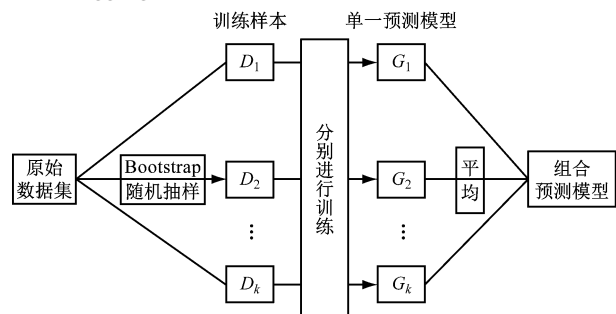 训练样本
单一预测模型
D1
G1
原始
数据集
Bootstrap
随机抽样
D2
分别进行训练
G2
平均
组合
预测模型
⋮
⋮
Dk
Gk